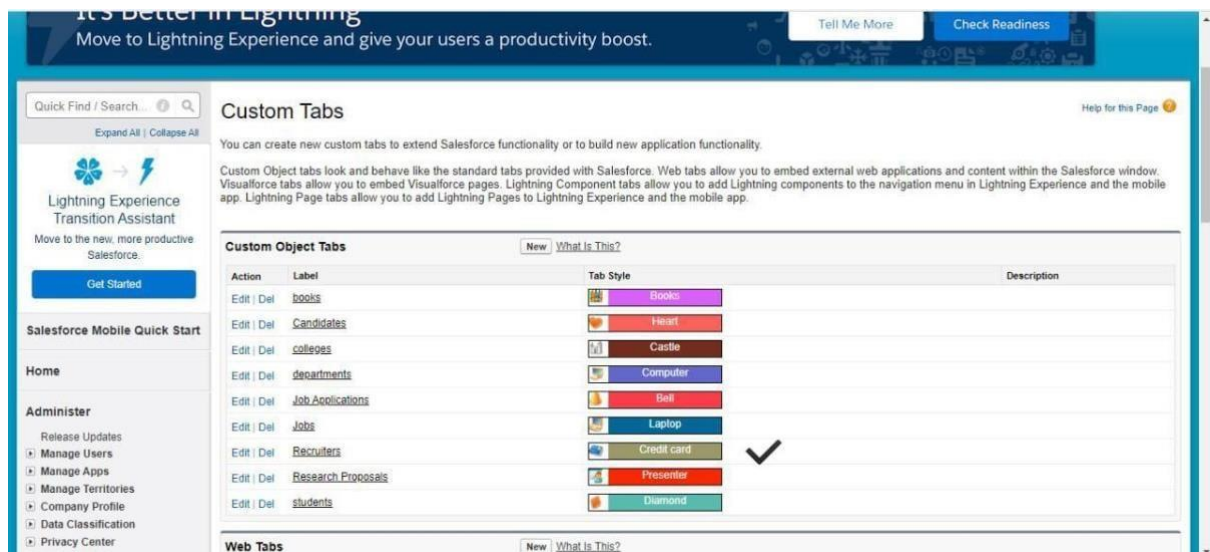 It's Better in Lightning
Move to Lightning Experience and give your users a productivity boost.
Tell Me More
Check Readiness
Quick Find / Search...
Expand All | Collapse All
Lightning Experience
Transition Assistant
Move to the new, more productive
Salesforce.
Get Started
Salesforce Mobile Quick Start
Home
Administer
Release Updates
Manage Users
Manage Apps
Manage Territories
Company Profile
Data Classification
Privacy Center
Custom Tabs
Help for this Page
You can create new custom tabs to extend Salesforce functionality or to build new application functionality.
Custom Object tabs look and behave like the standard tabs provided with Salesforce. Web tabs allow you to embed external web applications and content within the Salesforce window.
Visualforce tabs allow you to embed Visualforce pages. Lightning Component tabs allow you to add Lightning components to the navigation menu in Lightning Experience and the mobile
app. Lightning Page tabs allow you to add Lightning Pages to Lightning Experience and the mobile app.
Custom Object Tabs New What Is This?
Action Label Tab Style Description
Edit | Del books Books
Edit | Del Candidates Heart
Edit | Del colleges Castle
Edit | Del departments Computer
Edit | Del Job Applications Bell
Edit | Del Jobs Laptop
Edit | Del Recruiters Credit card
Edit | Del Research Proposals Presenter
Edit | Del students Diamond
Web Tabs New What Is This?